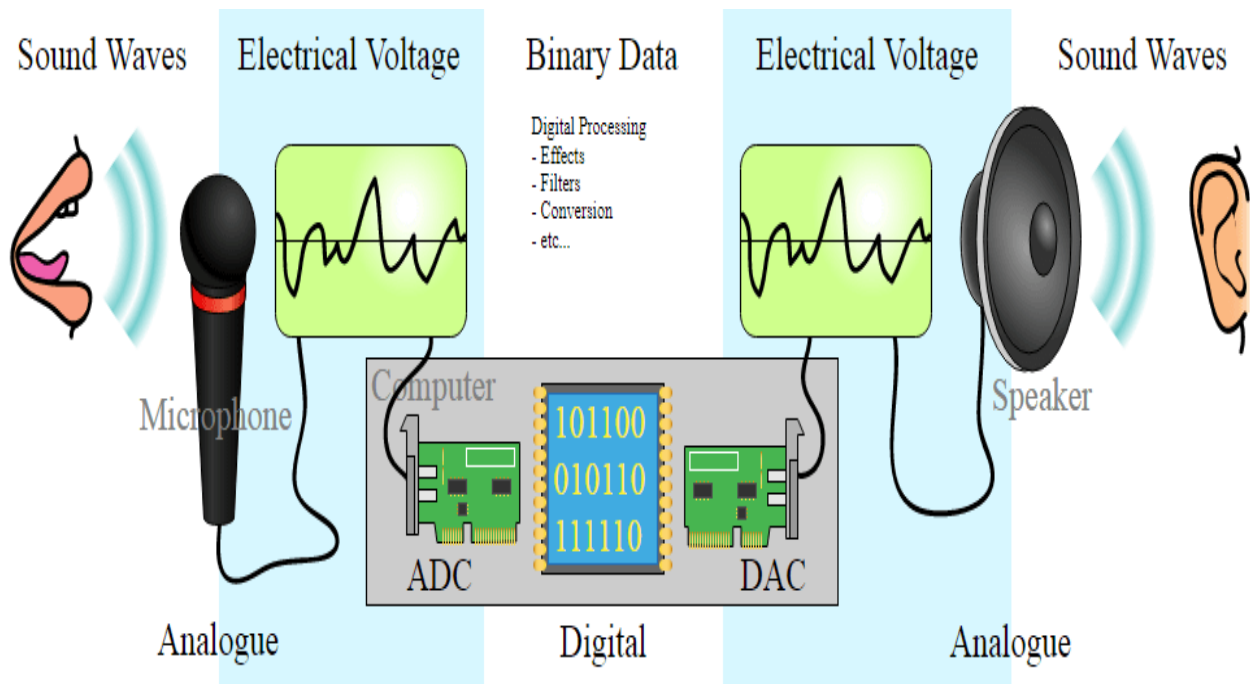 Sound Waves
Electrical Voltage
Binary Data
Electrical Voltage
Sound Waves
Digital Processing
- Effects
- Filters
- Conversion
- etc...
Microphone
Computer
Speaker
101100
010110
111110
ADC
DAC
Analogue
Digital
Analogue